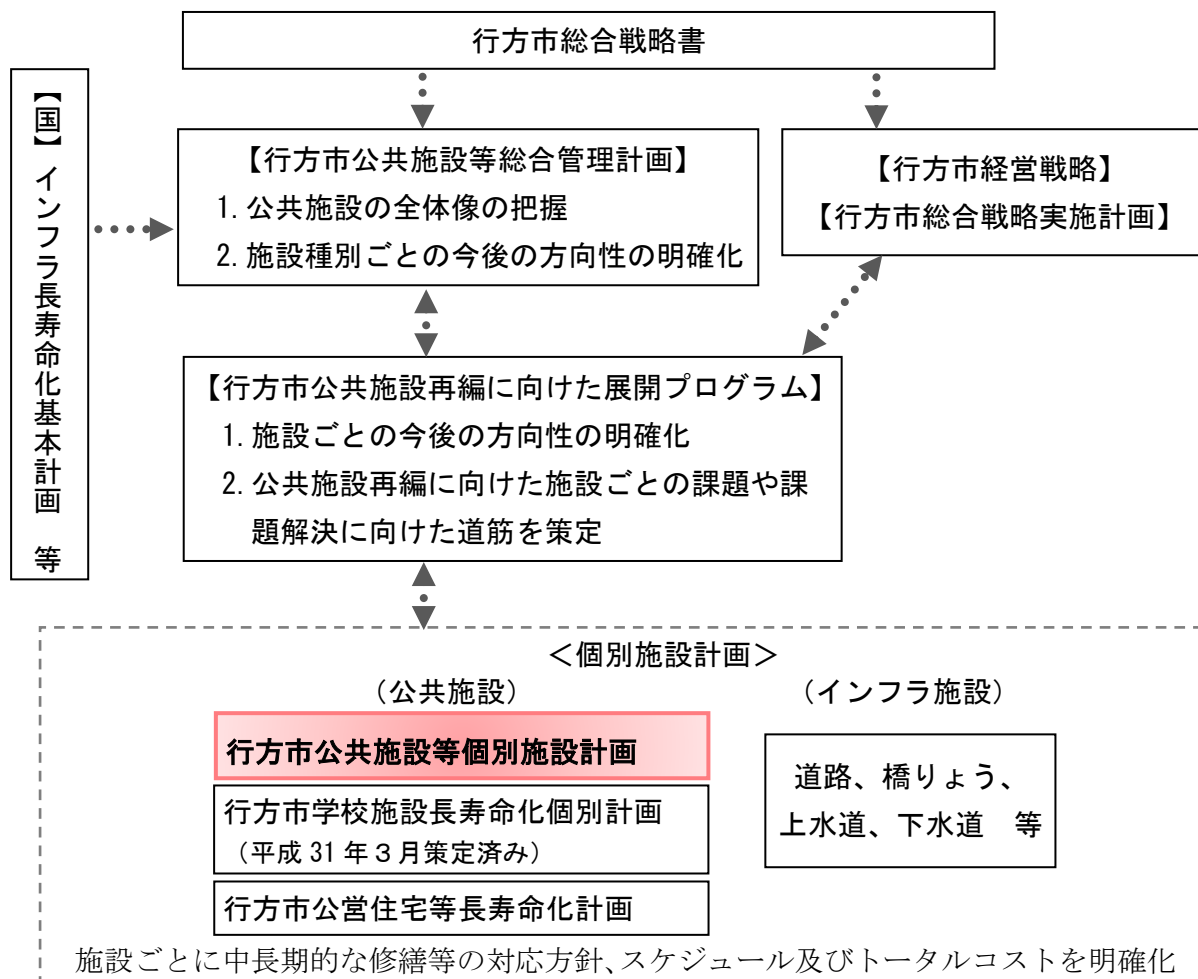 行方市総合戦略書
【国】インフラ長寿命化基本計画　等
【行方市公共施設等総合管理計画】
1. 公共施設の全体像の把握
2. 施設種別ごとの今後の方向性の明確化
【行方市経営戦略】
【行方市総合戦略実施計画】
【行方市公共施設再編に向けた展開プログラム】
1. 施設ごとの今後の方向性の明確化
2. 公共施設再編に向けた施設ごとの課題や課
題解決に向けた道筋を策定
＜個別施設計画＞
（公共施設）
行方市公共施設等個別施設計画
行方市学校施設長寿命化個別計画
（平成 31 年３月策定済み）
行方市公営住宅等長寿命化計画
（インフラ施設）
道路、橋りょう、
上水道、下水道　等
施設ごとに中長期的な修繕等の対応方針、スケジュール及びトータルコストを明確化